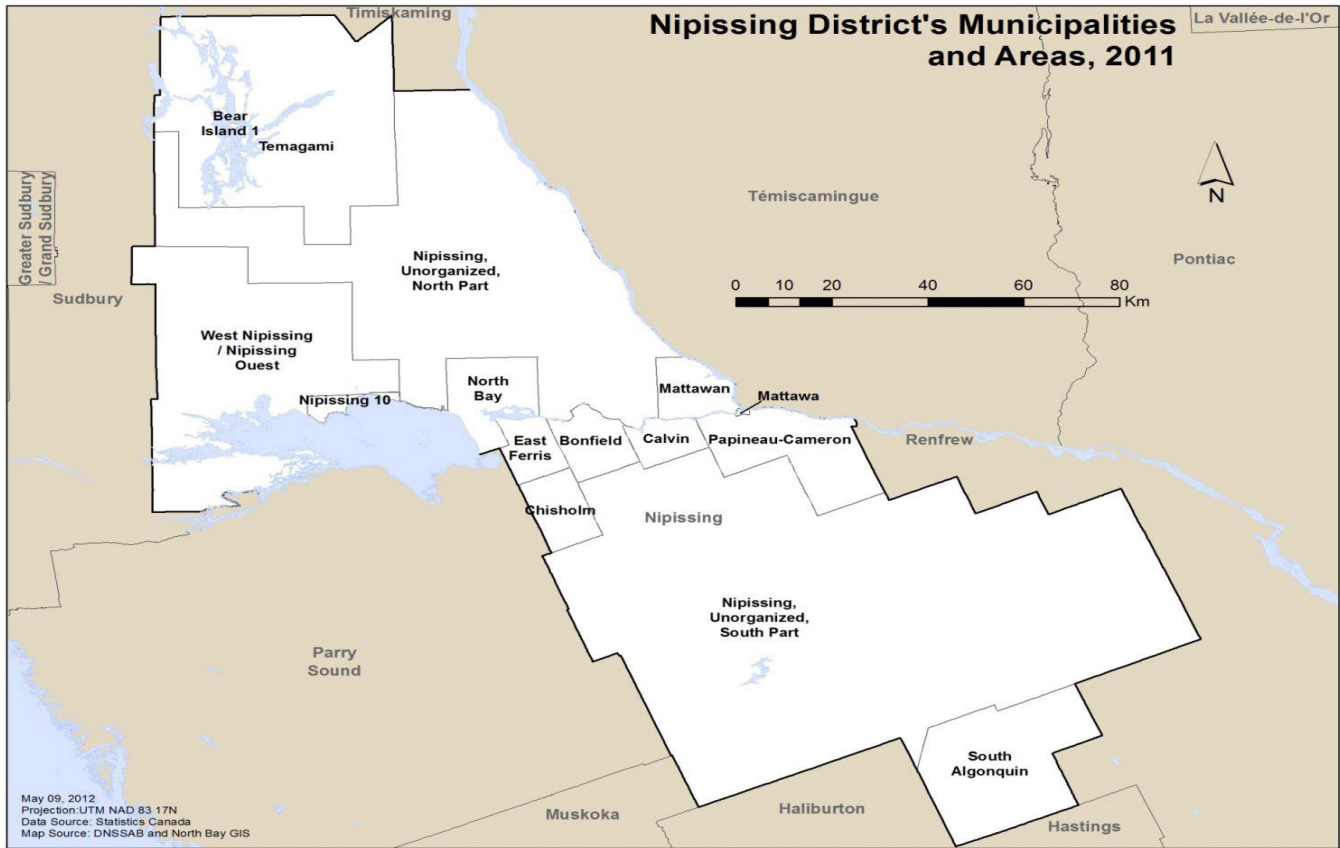 Timiskaming
Nipissing District's Municipalities
and Areas, 2011
La Vallée-de-l'Or
Bear
Island 1
Temagami
Témiscamingue
N
Greater Sudbury
/ Grand Sudbury
Nipissing,
Unorganized,
North Part
Pontiac
Sudbury
0 10 20 40 60 80
Km
West Nipissing
/ Nipissing
Ouest
North
Bay
Mattawan
Mattawa
Nipissing 10
East
Ferris
Bonfield
Calvin
Papineau-Cameron
Renfrew
Chisholm
Nipissing
Nipissing,
Unorganized,
South Part
Parry
Sound
South
Algonquin
May 09, 2012
Projection:UTM NAD 83 17N
Data Source: Statistics Canada
Map Source: DNSSAB and North Bay GIS
Muskoka
Haliburton
Hastings